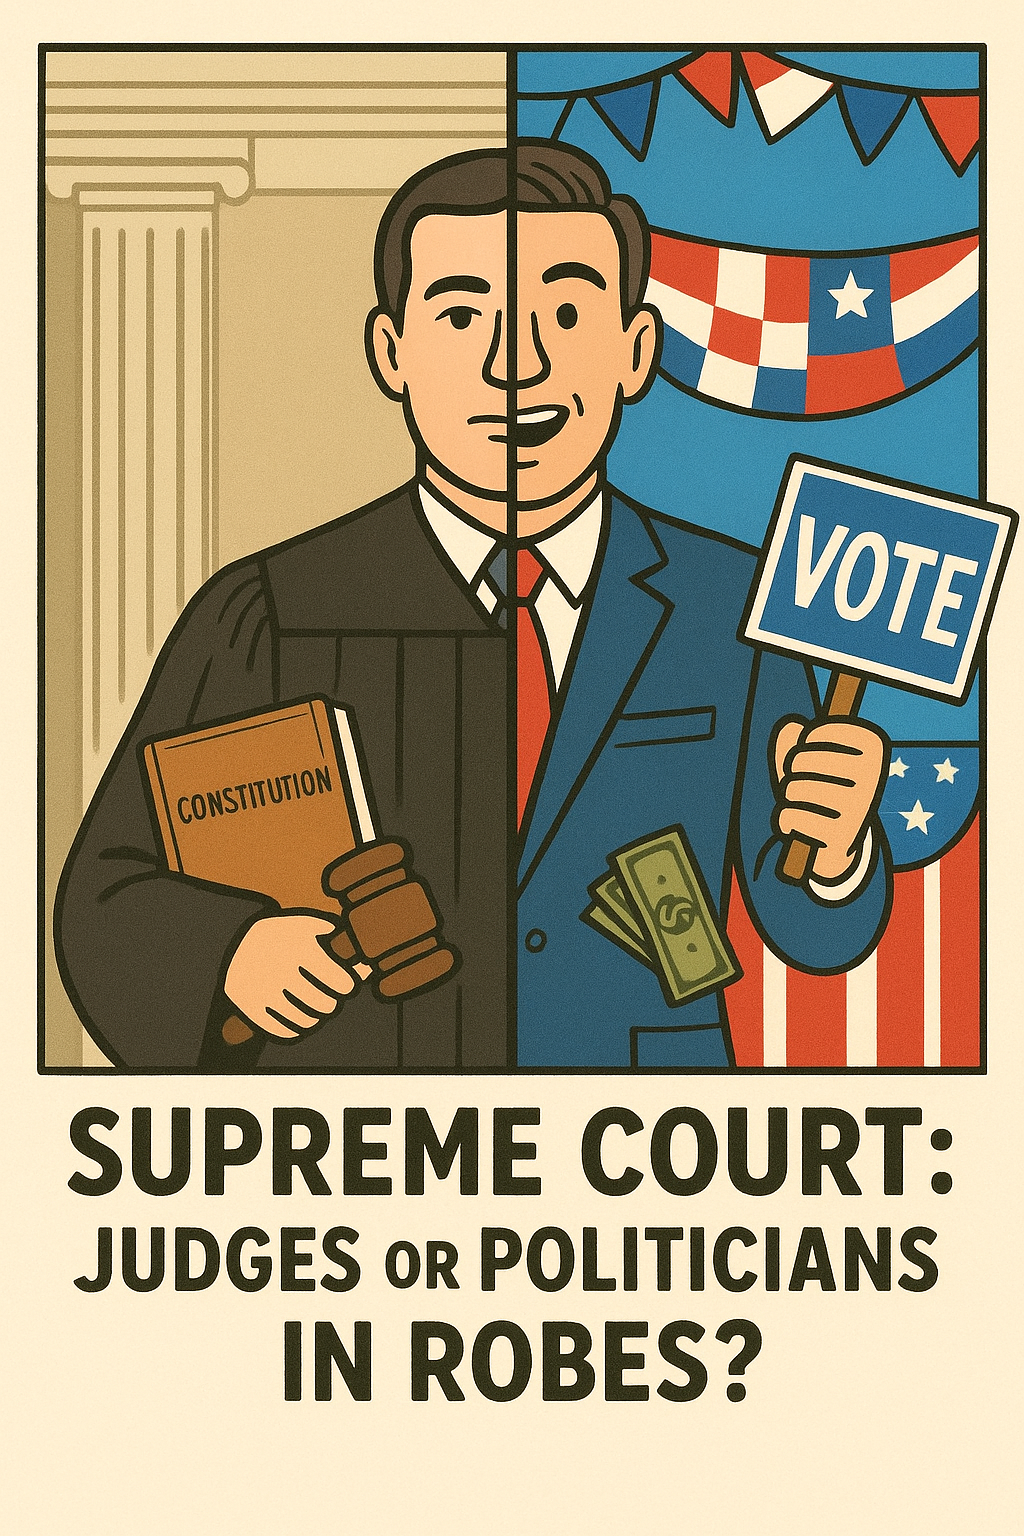 VOTE
CONSTITUTION
$
SUPREME COURT:
JUDGES OR POLITICIANS
IN ROBES?